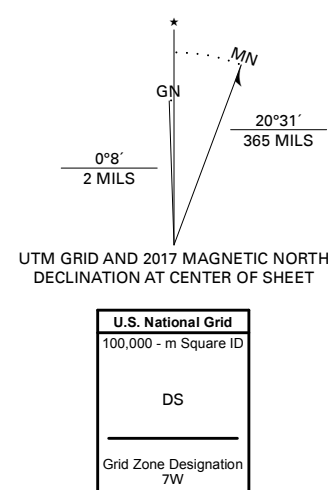 ★
MN
GN
20°31´
365 MILS
0°8´
2 MILS
UTM GRID AND 2017 MAGNETIC NORTH
DECLINATION AT CENTER OF SHEET
U.S. National Grid
100,000 - m Square ID
DS
Grid Zone Designation
7W